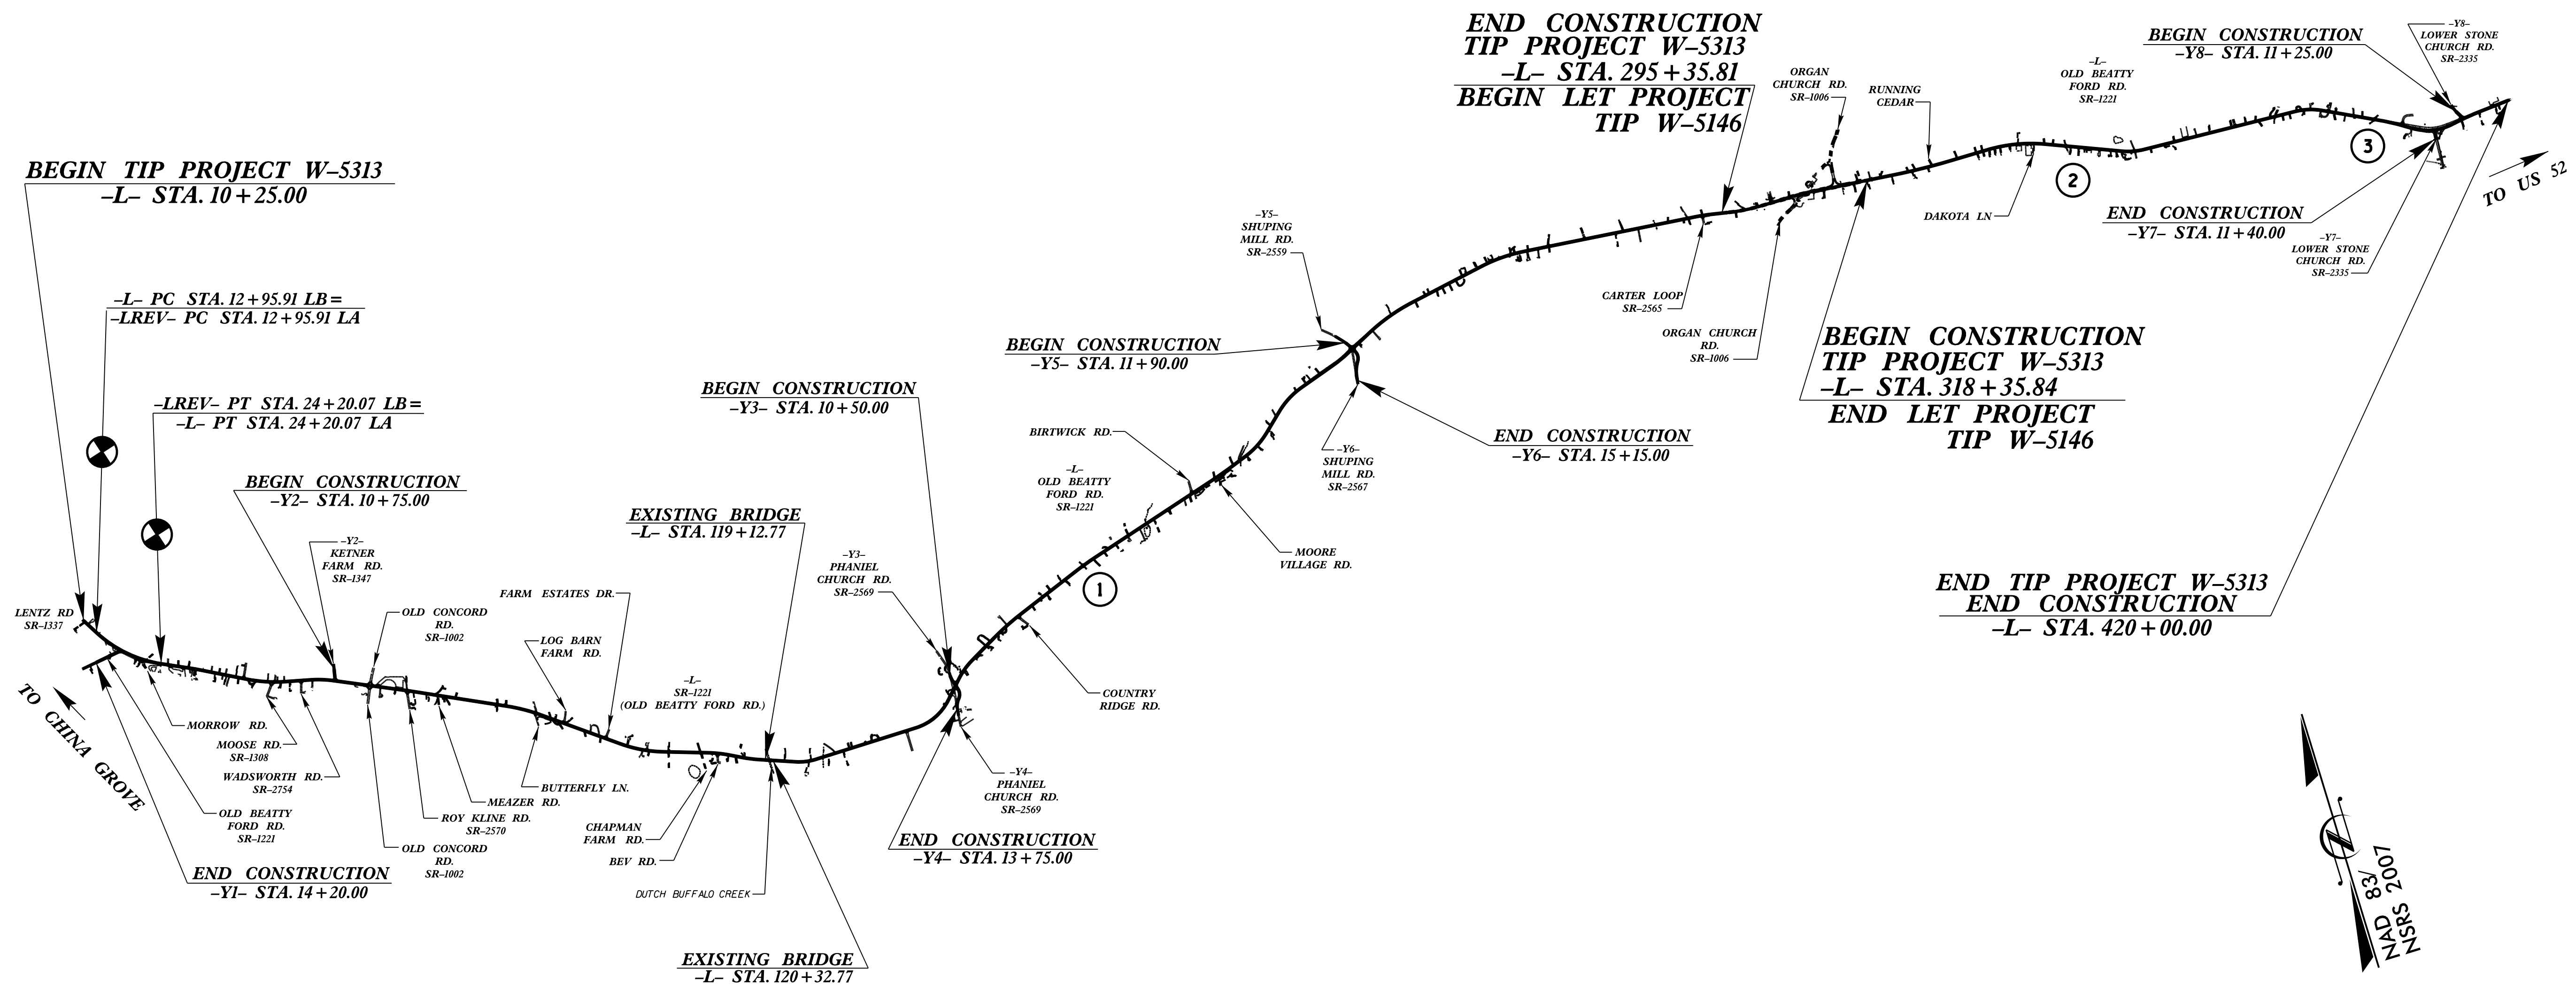 BEGIN TIP PROJECT W–5313
–L– STA. 10+25.00
–L– PC STA. 12+95.91 LB=
–LREV– PC STA. 12+95.91 LA
–LREV– PT STA. 24+20.07 LB=
–L– PT STA. 24+20.07 LA
BEGIN CONSTRUCTION
–Y2– STA. 10+75.00
–Y2–
KETNER
FARM RD.
SR–1347
LENTZ RD
SR–1337
TO CHINA GROVE
MORROW RD.
MOOSE RD.
SR–1308
WADSWORTH RD.
SR–2754
OLD BEATTY
FORD RD.
SR–1221
END CONSTRUCTION
–Y1– STA. 14+20.00
OLD CONCORD
RD.
SR–1002
OLD CONCORD
RD.
SR–1002
ROY KLINE RD.
SR–2570
MEAZER RD.
BUTTERFLY LN.
LOG BARN
FARM RD.
FARM ESTATES DR.
–L–
SR–1221
(OLD BEATTY FORD RD.)
CHAPMAN
FARM RD.
BEV RD.
DUTCH BUFFALO CREEK
EXISTING BRIDGE
–L– STA. 119+12.77
EXISTING BRIDGE
–L– STA. 120+32.77
BEGIN CONSTRUCTION
–Y3– STA. 10+50.00
–Y3–
PHANIEL
CHURCH RD.
SR–2569
–Y4–
PHANIEL
CHURCH RD.
SR–2569
END CONSTRUCTION
–Y4– STA. 13+75.00
COUNTRY
RIDGE RD.
1
–L–
OLD BEATTY
FORD RD.
SR–1221
BIRTWICK RD.
MOORE
VILLAGE RD.
BEGIN CONSTRUCTION
–Y5– STA. 11+90.00
–Y5–
SHUPING
MILL RD.
SR–2559
–Y6–
SHUPING
MILL RD.
SR–2567
END CONSTRUCTION
–Y6– STA. 15+15.00
END CONSTRUCTION
TIP PROJECT W–5313
–L– STA. 295+35.81
BEGIN LET PROJECT
TIP W–5146
CARTER LOOP
SR–2565
ORGAN CHURCH
RD.
SR–1006
ORGAN
CHURCH RD.
SR–1006
RUNNING
CEDAR
BEGIN CONSTRUCTION
TIP PROJECT W–5313
–L– STA. 318+35.84
END LET PROJECT
TIP W–5146
DAKOTA LN
2
–L–
OLD BEATTY
FORD RD.
SR–1221
BEGIN CONSTRUCTION
–Y8– STA. 11+25.00
–Y8–
LOWER STONE
CHURCH RD.
SR–2335
3
END CONSTRUCTION
–Y7– STA. 11+40.00
–Y7–
LOWER STONE
CHURCH RD.
SR–2335
TO US 52
END TIP PROJECT W–5313
END CONSTRUCTION
–L– STA. 420+00.00
NAD 83/
NSRS 2007